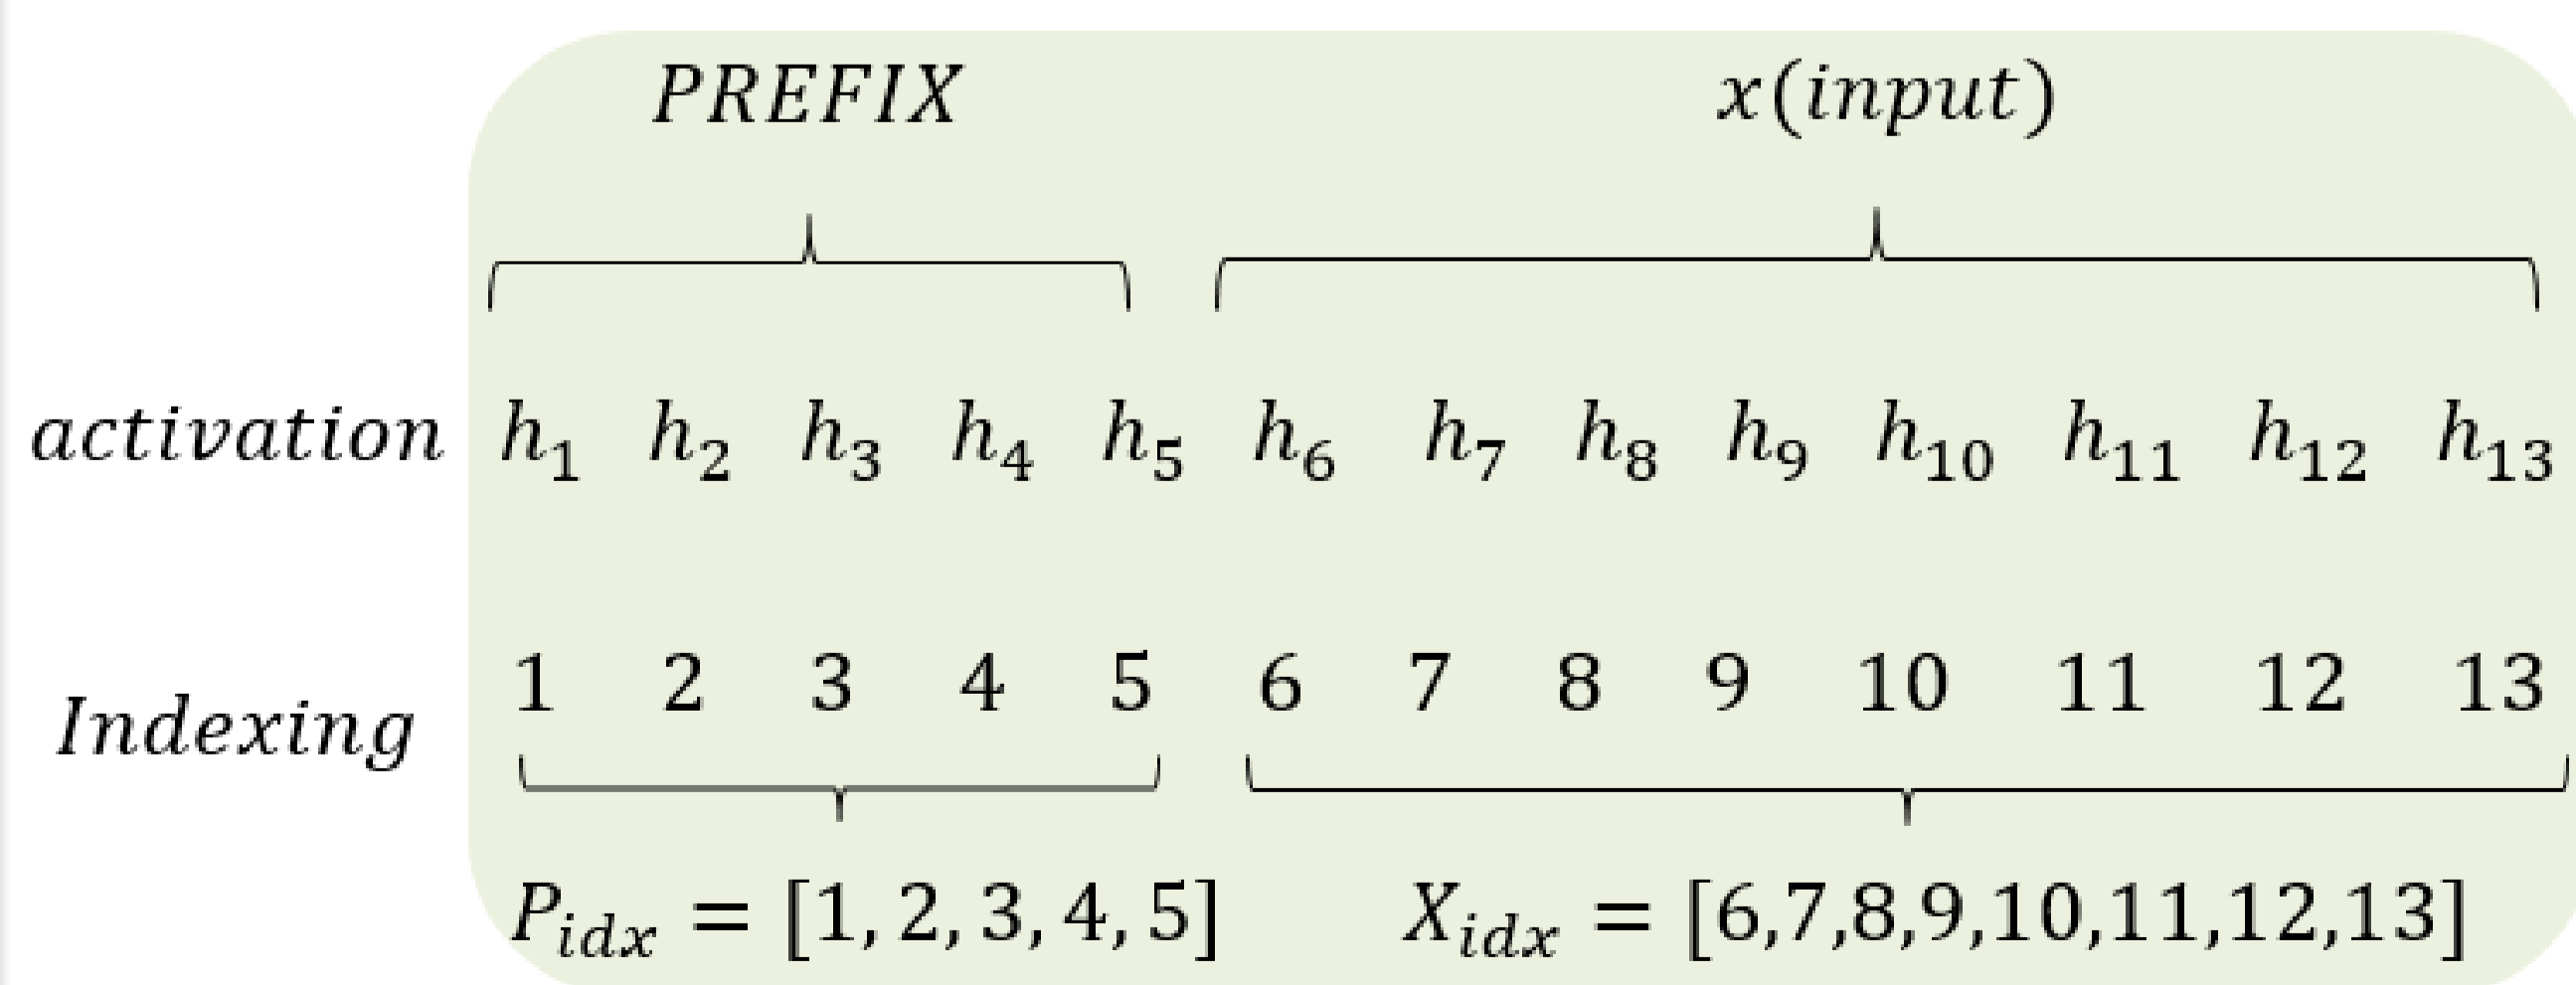 PREFIX x(input)
activation h₁ h₂ h₃ h₄ h₅ h₆ h₇ h₈ h₉ h₁₀ h₁₁ h₁₂ h₁₃
Indexing 1 2 3 4 5 6 7 8 9 10 11 12 13
P_idx = [1, 2, 3, 4, 5] X_idx = [6,7,8,9,10,11,12,13]